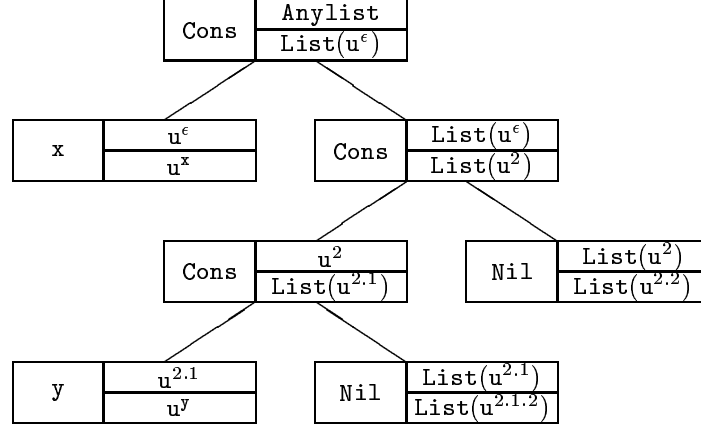 Cons
Anylist
List(u^ϵ)
x
u^ϵ
u^x
Cons
List(u^ϵ)
List(u^2)
Cons
u^2
List(u^2.1)
Nil
List(u^2)
List(u^2.2)
y
u^2.1
u^y
Nil
List(u^2.1)
List(u^2.1.2)